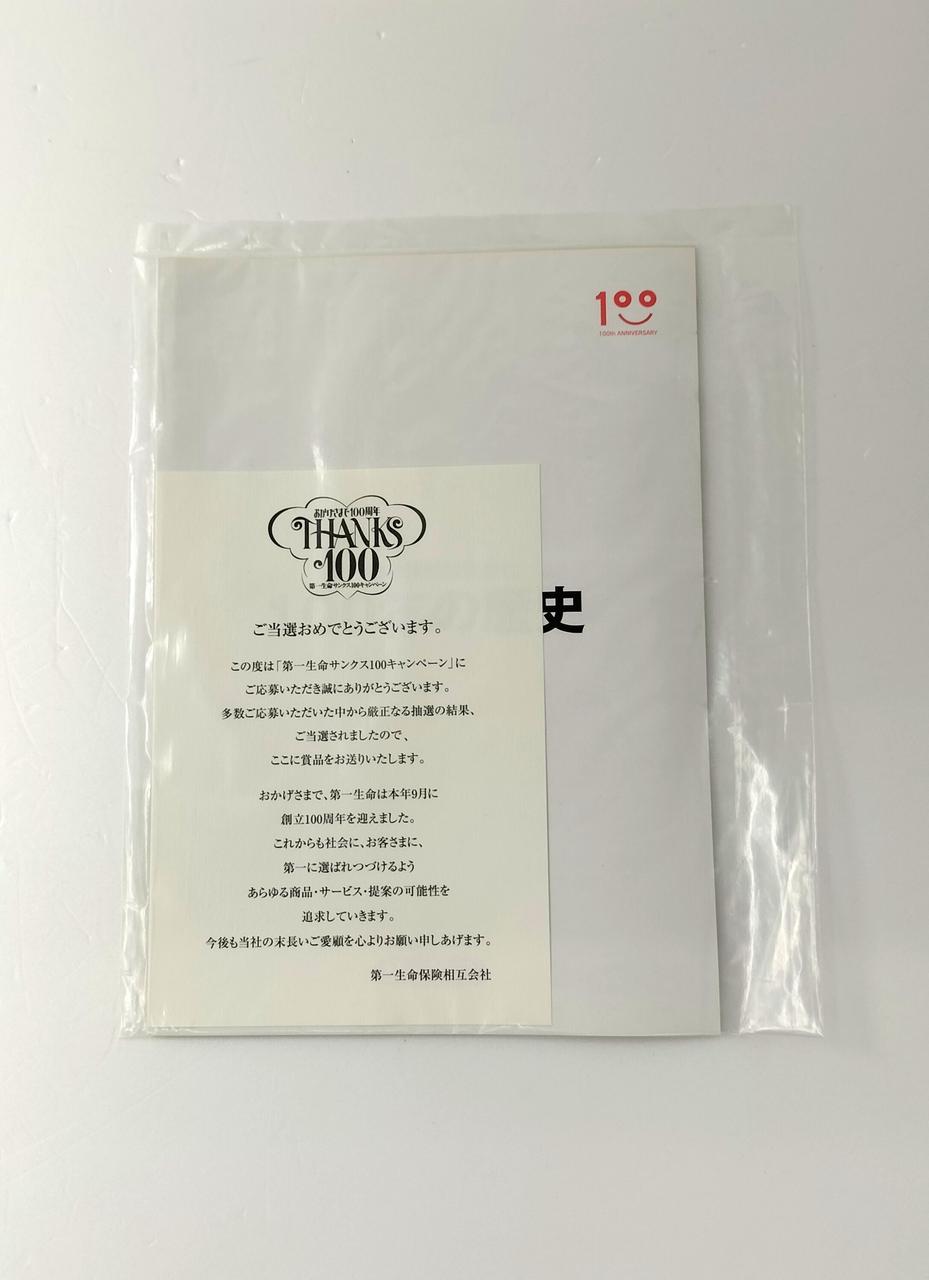 100
100th ANNIVERSARY
史
おかげさまで100周年
THANKS
100
第一生命サンクス100キャンペーン
ご当選おめでとうございます。
この度は「第一生命サンクス100キャンペーン」に
ご応募いただき誠にありがとうございます。
多数ご応募いただいた中から厳正なる抽選の結果、
ご当選されましたので、
ここに賞品をお送りいたします。
おかげさまで、第一生命は本年9月に
創立100周年を迎えました。
これからも社会に、お客さまに、
第一に選ばれつづけるよう
あらゆる商品・サービス・提案の可能性を
追求していきます。
今後も当社の末長いご愛顧を心よりお願い申しあげます。
第一生命保険相互会社